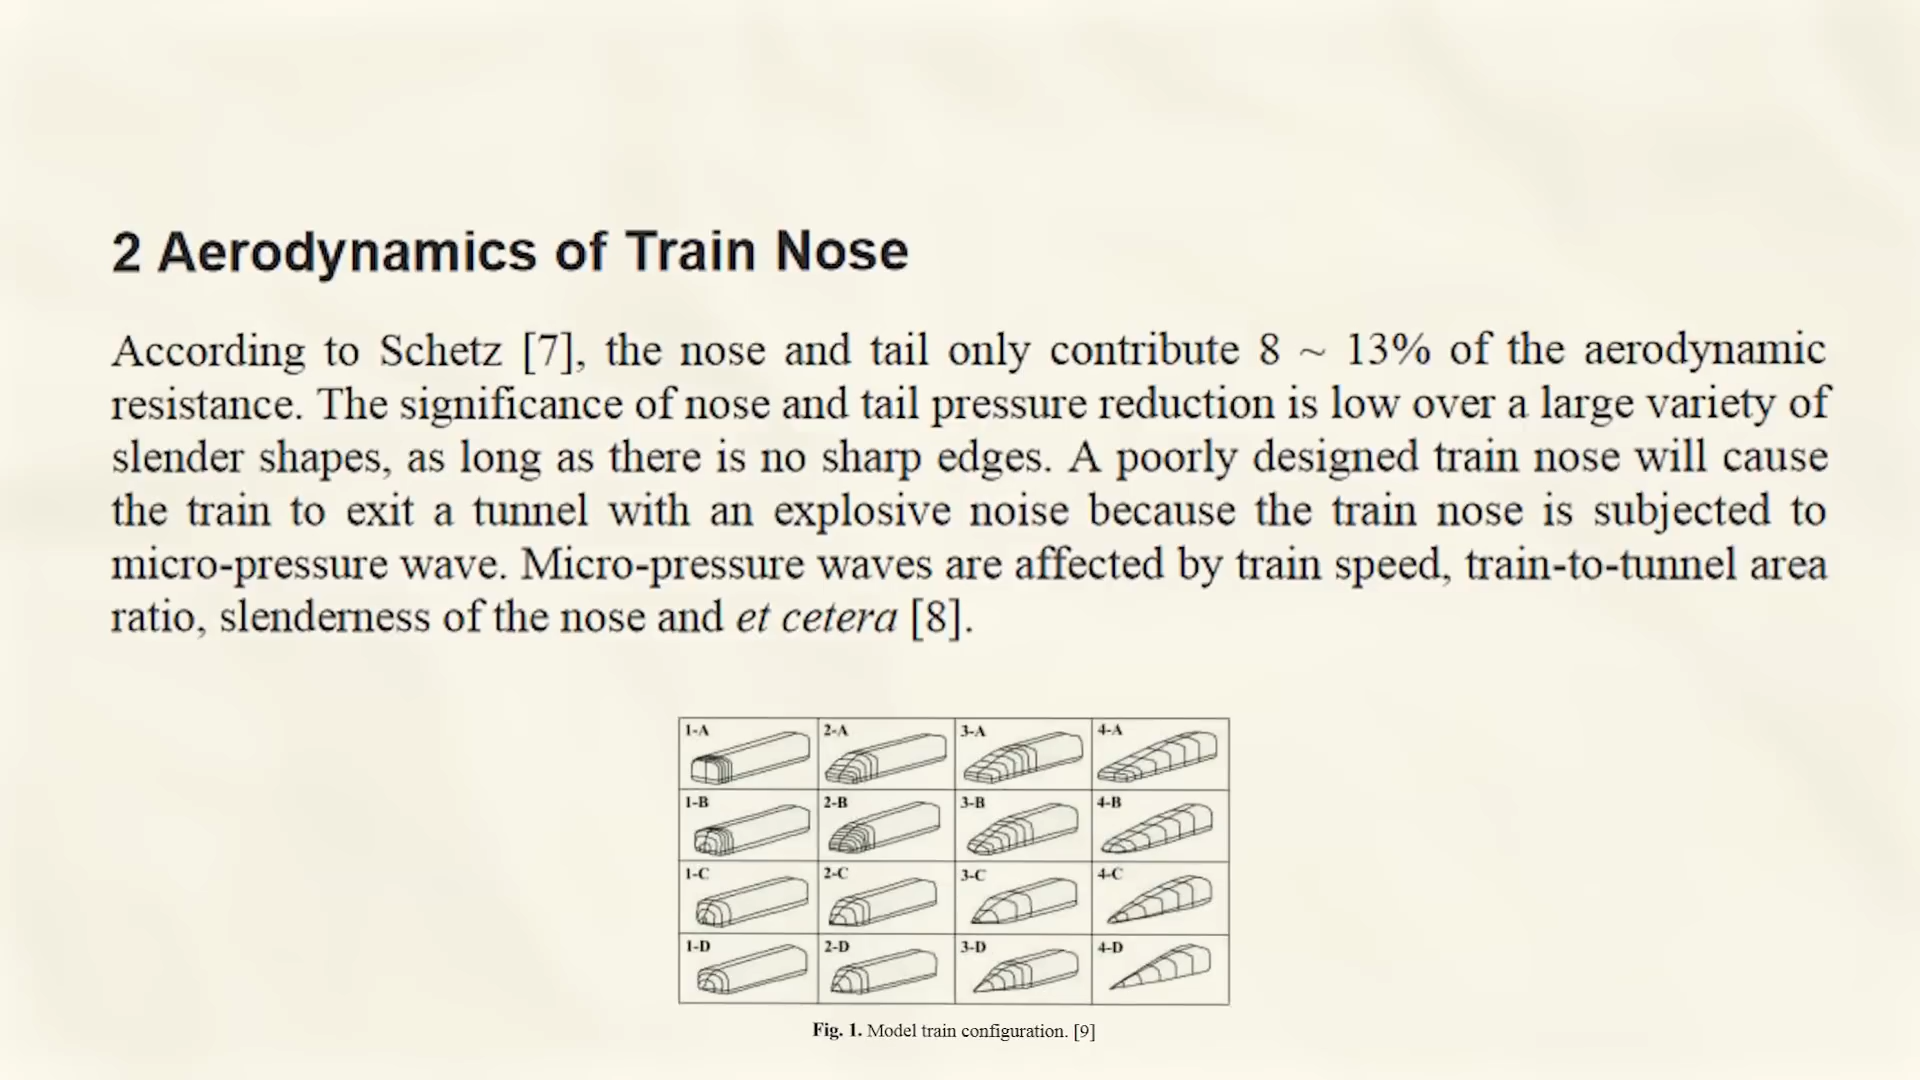 2 Aerodynamics of Train Nose
According to Schetz [7], the nose and tail only contribute 8 ~ 13% of the aerodynamic
resistance. The significance of nose and tail pressure reduction is low over a large variety of
slender shapes, as long as there is no sharp edges. A poorly designed train nose will cause
the train to exit a tunnel with an explosive noise because the train nose is subjected to
micro-pressure wave. Micro-pressure waves are affected by train speed, train-to-tunnel area
ratio, slenderness of the nose and et cetera [8].
1-A 2-A 3-A 4-A
1-B 2-B 3-B 4-B
1-C 2-C 3-C 4-C
1-D 2-D 3-D 4-D
Fig. 1. Model train configuration. [9]